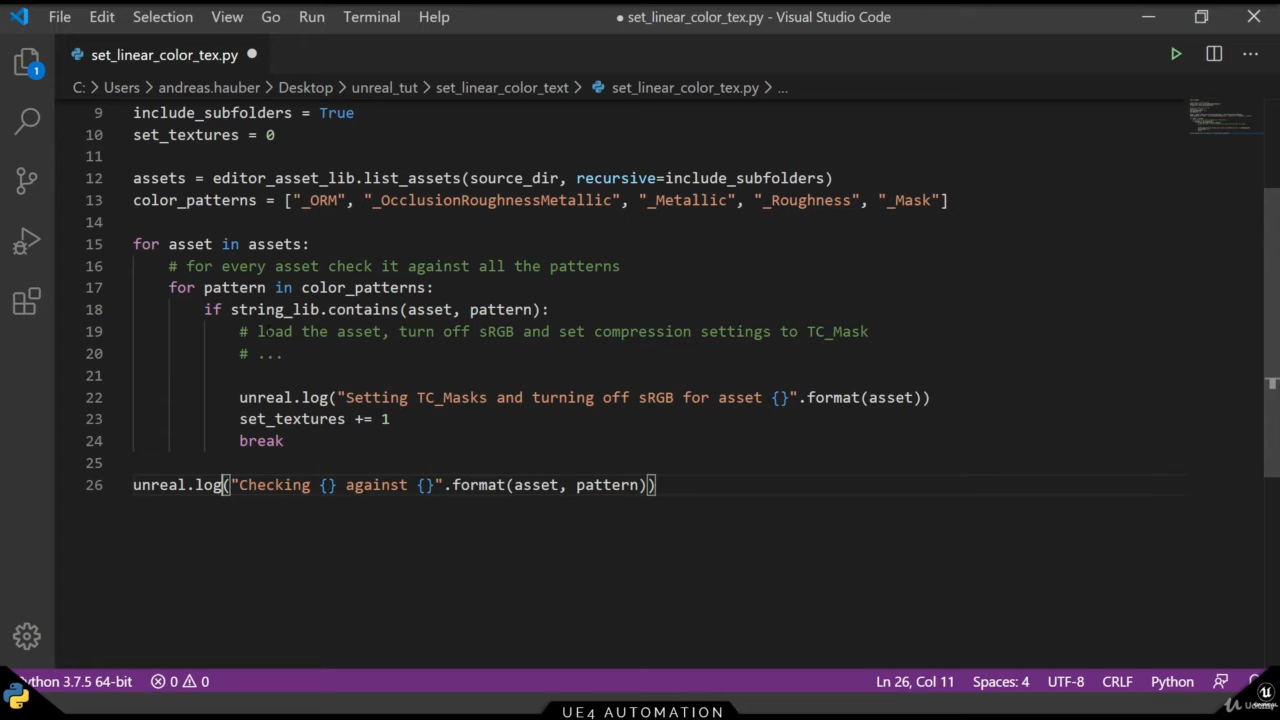 File Edit Selection View Go Run Terminal Help ● set_linear_color_tex.py - Visual Studio Code
set_linear_color_tex.py ●
C: > Users > andreas.hauber > Desktop > unreal_tut > set_linear_color_text > set_linear_color_tex.py > ...
1
9 include_subfolders = True
10 set_textures = 0
11
12 assets = editor_asset_lib.list_assets(source_dir, recursive=include_subfolders)
13 color_patterns = ["_ORM", "_OcclusionRoughnessMetallic", "_Metallic", "_Roughness", "_Mask"]
14
15 for asset in assets:
16 # for every asset check it against all the patterns
17 for pattern in color_patterns:
18 if string_lib.contains(asset, pattern):
19 # load the asset, turn off sRGB and set compression settings to TC_Mask
20 # ...
21
22 unreal.log("Setting TC_Masks and turning off sRGB for asset {}".format(asset))
23 set_textures += 1
24 break
25
26 unreal.log("Checking {} against {}".format(asset, pattern))
ython 3.7.5 64-bit 0 0 Ln 26, Col 11 Spaces: 4 UTF-8 CRLF Python
UE4 AUTOMATION